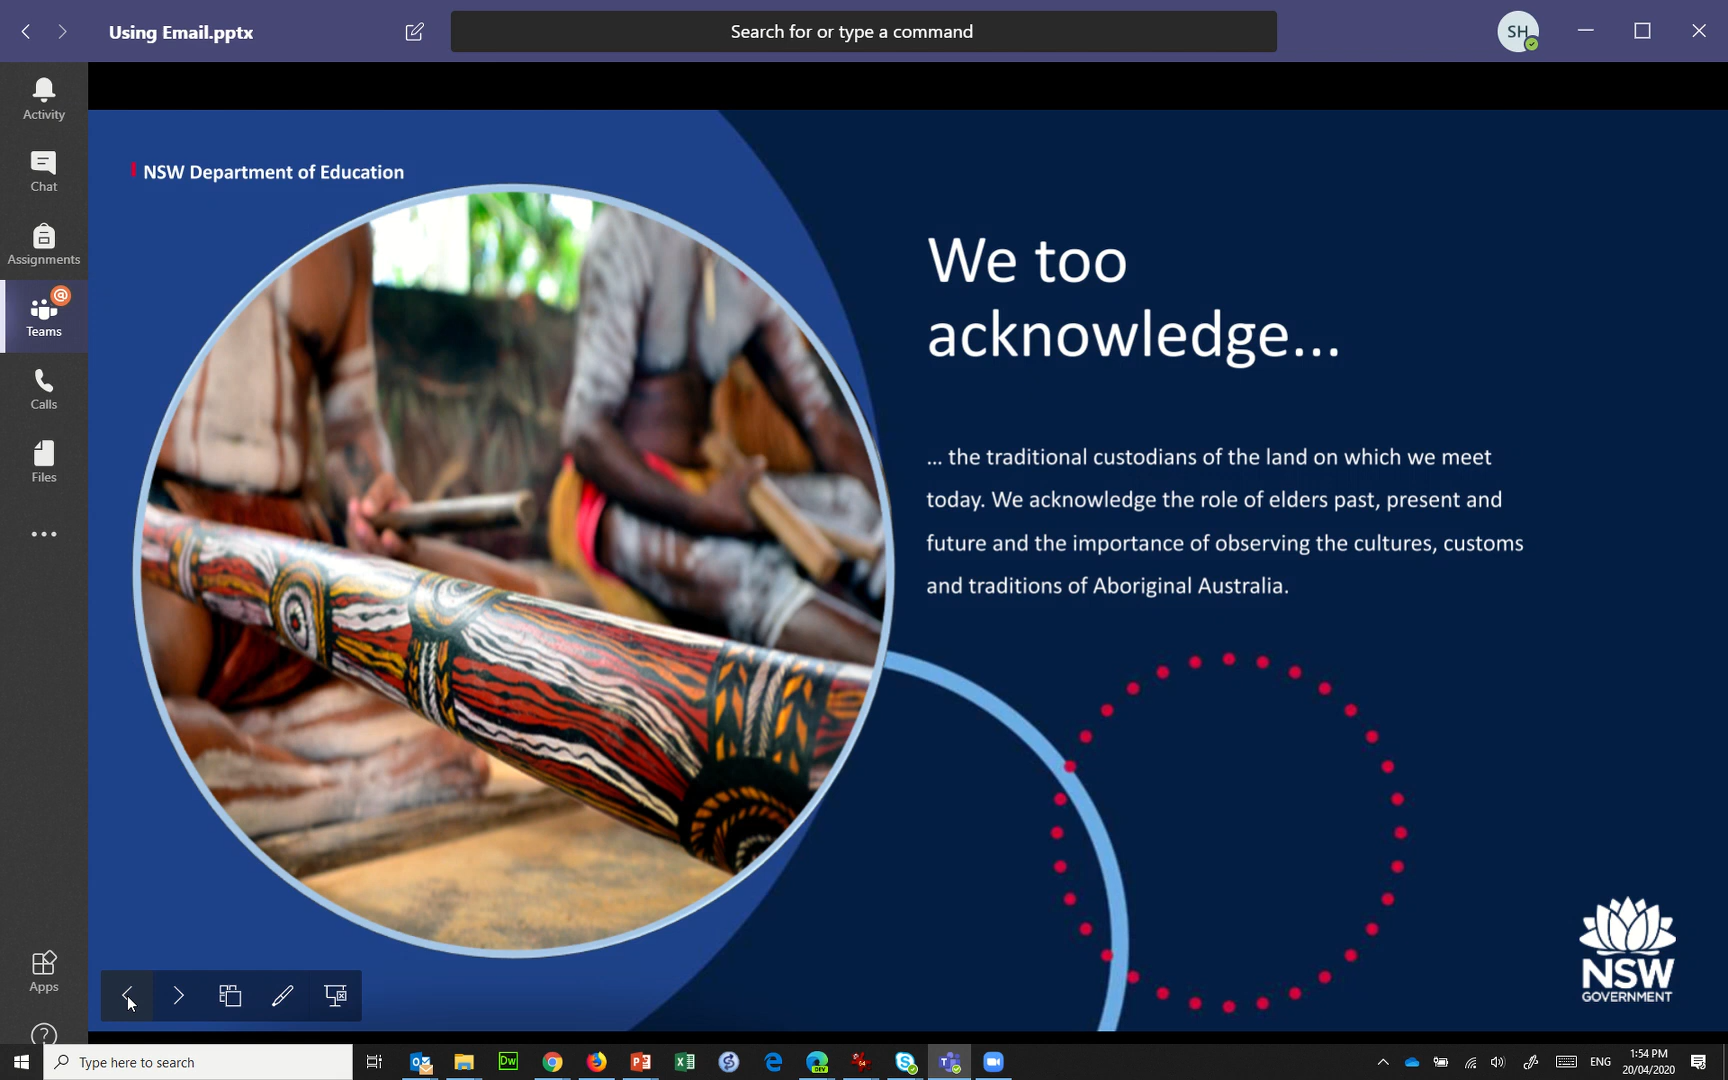 Using Email.pptx
Search for or type a command
SH
Activity
Chat
Assignments
@
Teams
Calls
Files
Apps
NSW Department of Education
We too
acknowledge...
... the traditional custodians of the land on which we meet
today. We acknowledge the role of elders past, present and
future and the importance of observing the cultures, customs
and traditions of Aboriginal Australia.
NSW
GOVERNMENT
Type here to search
Dw
DEV
64
ENG
1:54 PM
20/04/2020